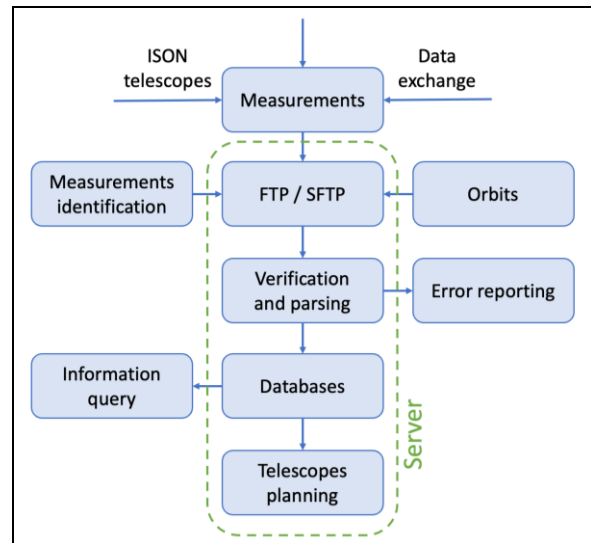 ISON
telescopes
Data
exchange
Measurements
Measurements
identification
FTP / SFTP
Orbits
Verification
and parsing
Error reporting
Information
query
Databases
Telescopes
planning
Server